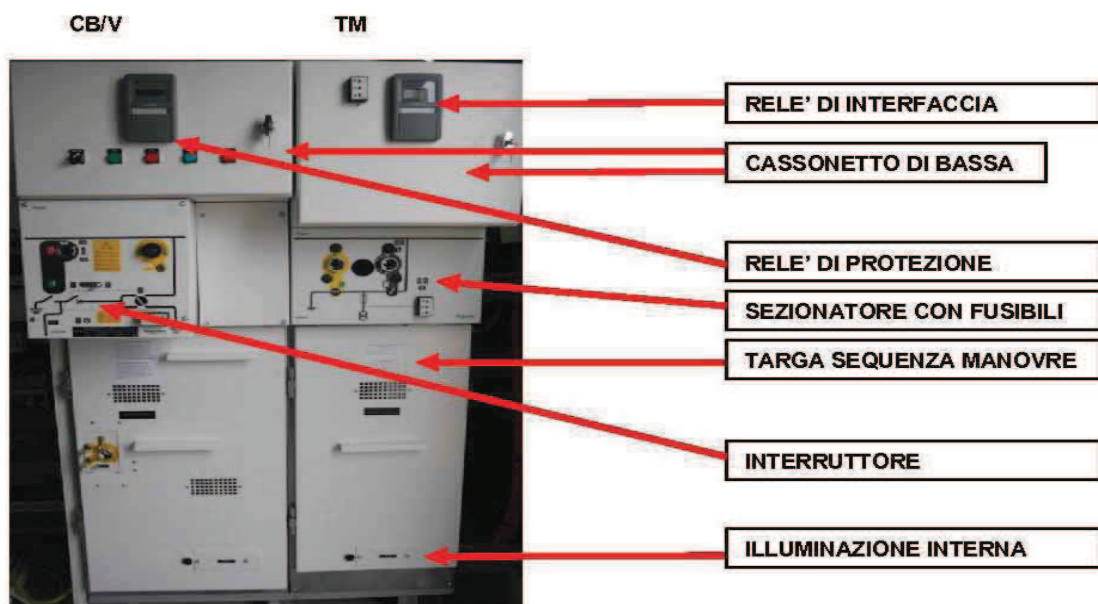 CB/V
TM
RELE' DI INTERFACCIA
CASSONETTO DI BASSA
RELE' DI PROTEZIONE
SEZIONATORE CON FUSIBILI
TARGA SEQUENZA MANOVRE
INTERRUTTORE
ILLUMINAZIONE INTERNA